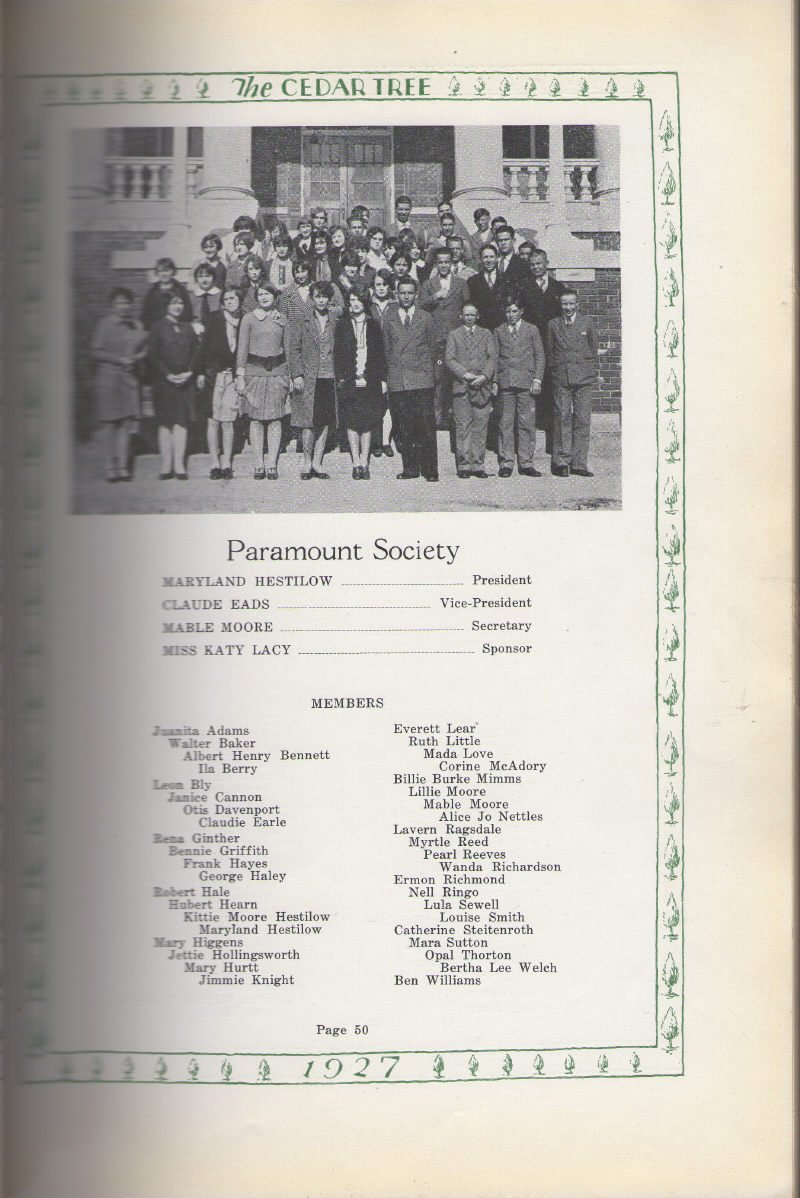 The CEDAR TREE
Paramount Society
MARYLAND HESTILOW President
CLAUDE EADS Vice-President
MABLE MOORE Secretary
MISS KATY LACY Sponsor
MEMBERS
Juanita Adams
Walter Baker
Albert Henry Bennett
Ila Berry
Leon Bly
Janice Cannon
Otis Davenport
Claudie Earle
Rena Ginther
Bennie Griffith
Frank Hayes
George Haley
Robert Hale
Hubert Hearn
Kittie Moore Hestilow
Maryland Hestilow
Mary Higgens
Jettie Hollingsworth
Mary Hurtt
Jimmie Knight
Everett Lear
Ruth Little
Mada Love
Corine McAdory
Billie Burke Mimms
Lillie Moore
Mable Moore
Alice Jo Nettles
Lavern Ragsdale
Myrtle Reed
Pearl Reeves
Wanda Richardson
Ermon Richmond
Nell Ringo
Lula Sewell
Louise Smith
Catherine Steitenroth
Mara Sutton
Opal Thorton
Bertha Lee Welch
Ben Williams
Page 50
1927